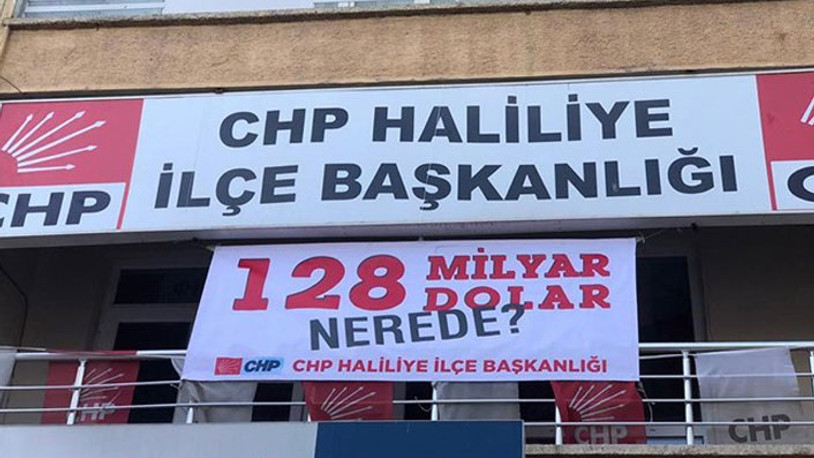 CHP HALİLİYE
İLÇE BAŞKANLIĞI
CHP
128 MİLYAR
DOLAR
NEREDE?
CHP CHP HALİLİYE İLÇE BAŞKANLIĞI
CHP
CHP